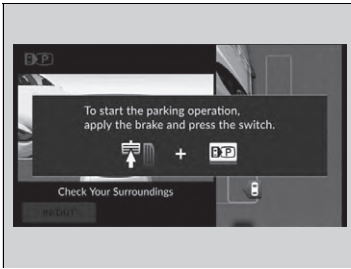 To start the parking operation,
apply the brake and press the switch.
+
Check Your Surroundings